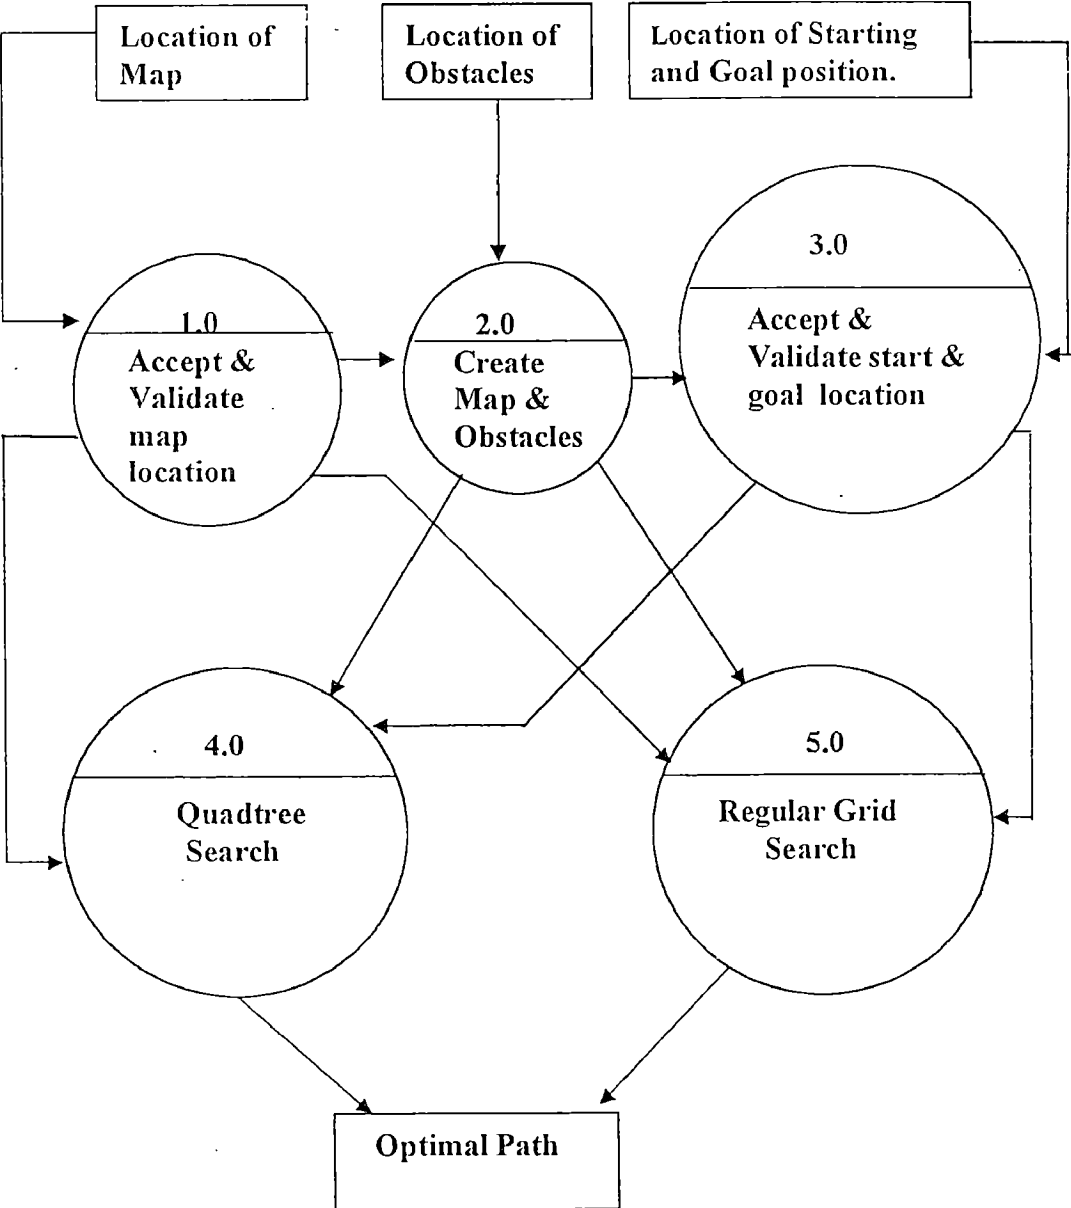 Location of
Map
Location of
Obstacles
Location of Starting
and Goal position.
1.0
Accept &
Validate
map
location
2.0
Create
Map &
Obstacles
3.0
Accept &
Validate start &
goal location
4.0
Quadtree
Search
5.0
Regular Grid
Search
Optimal Path